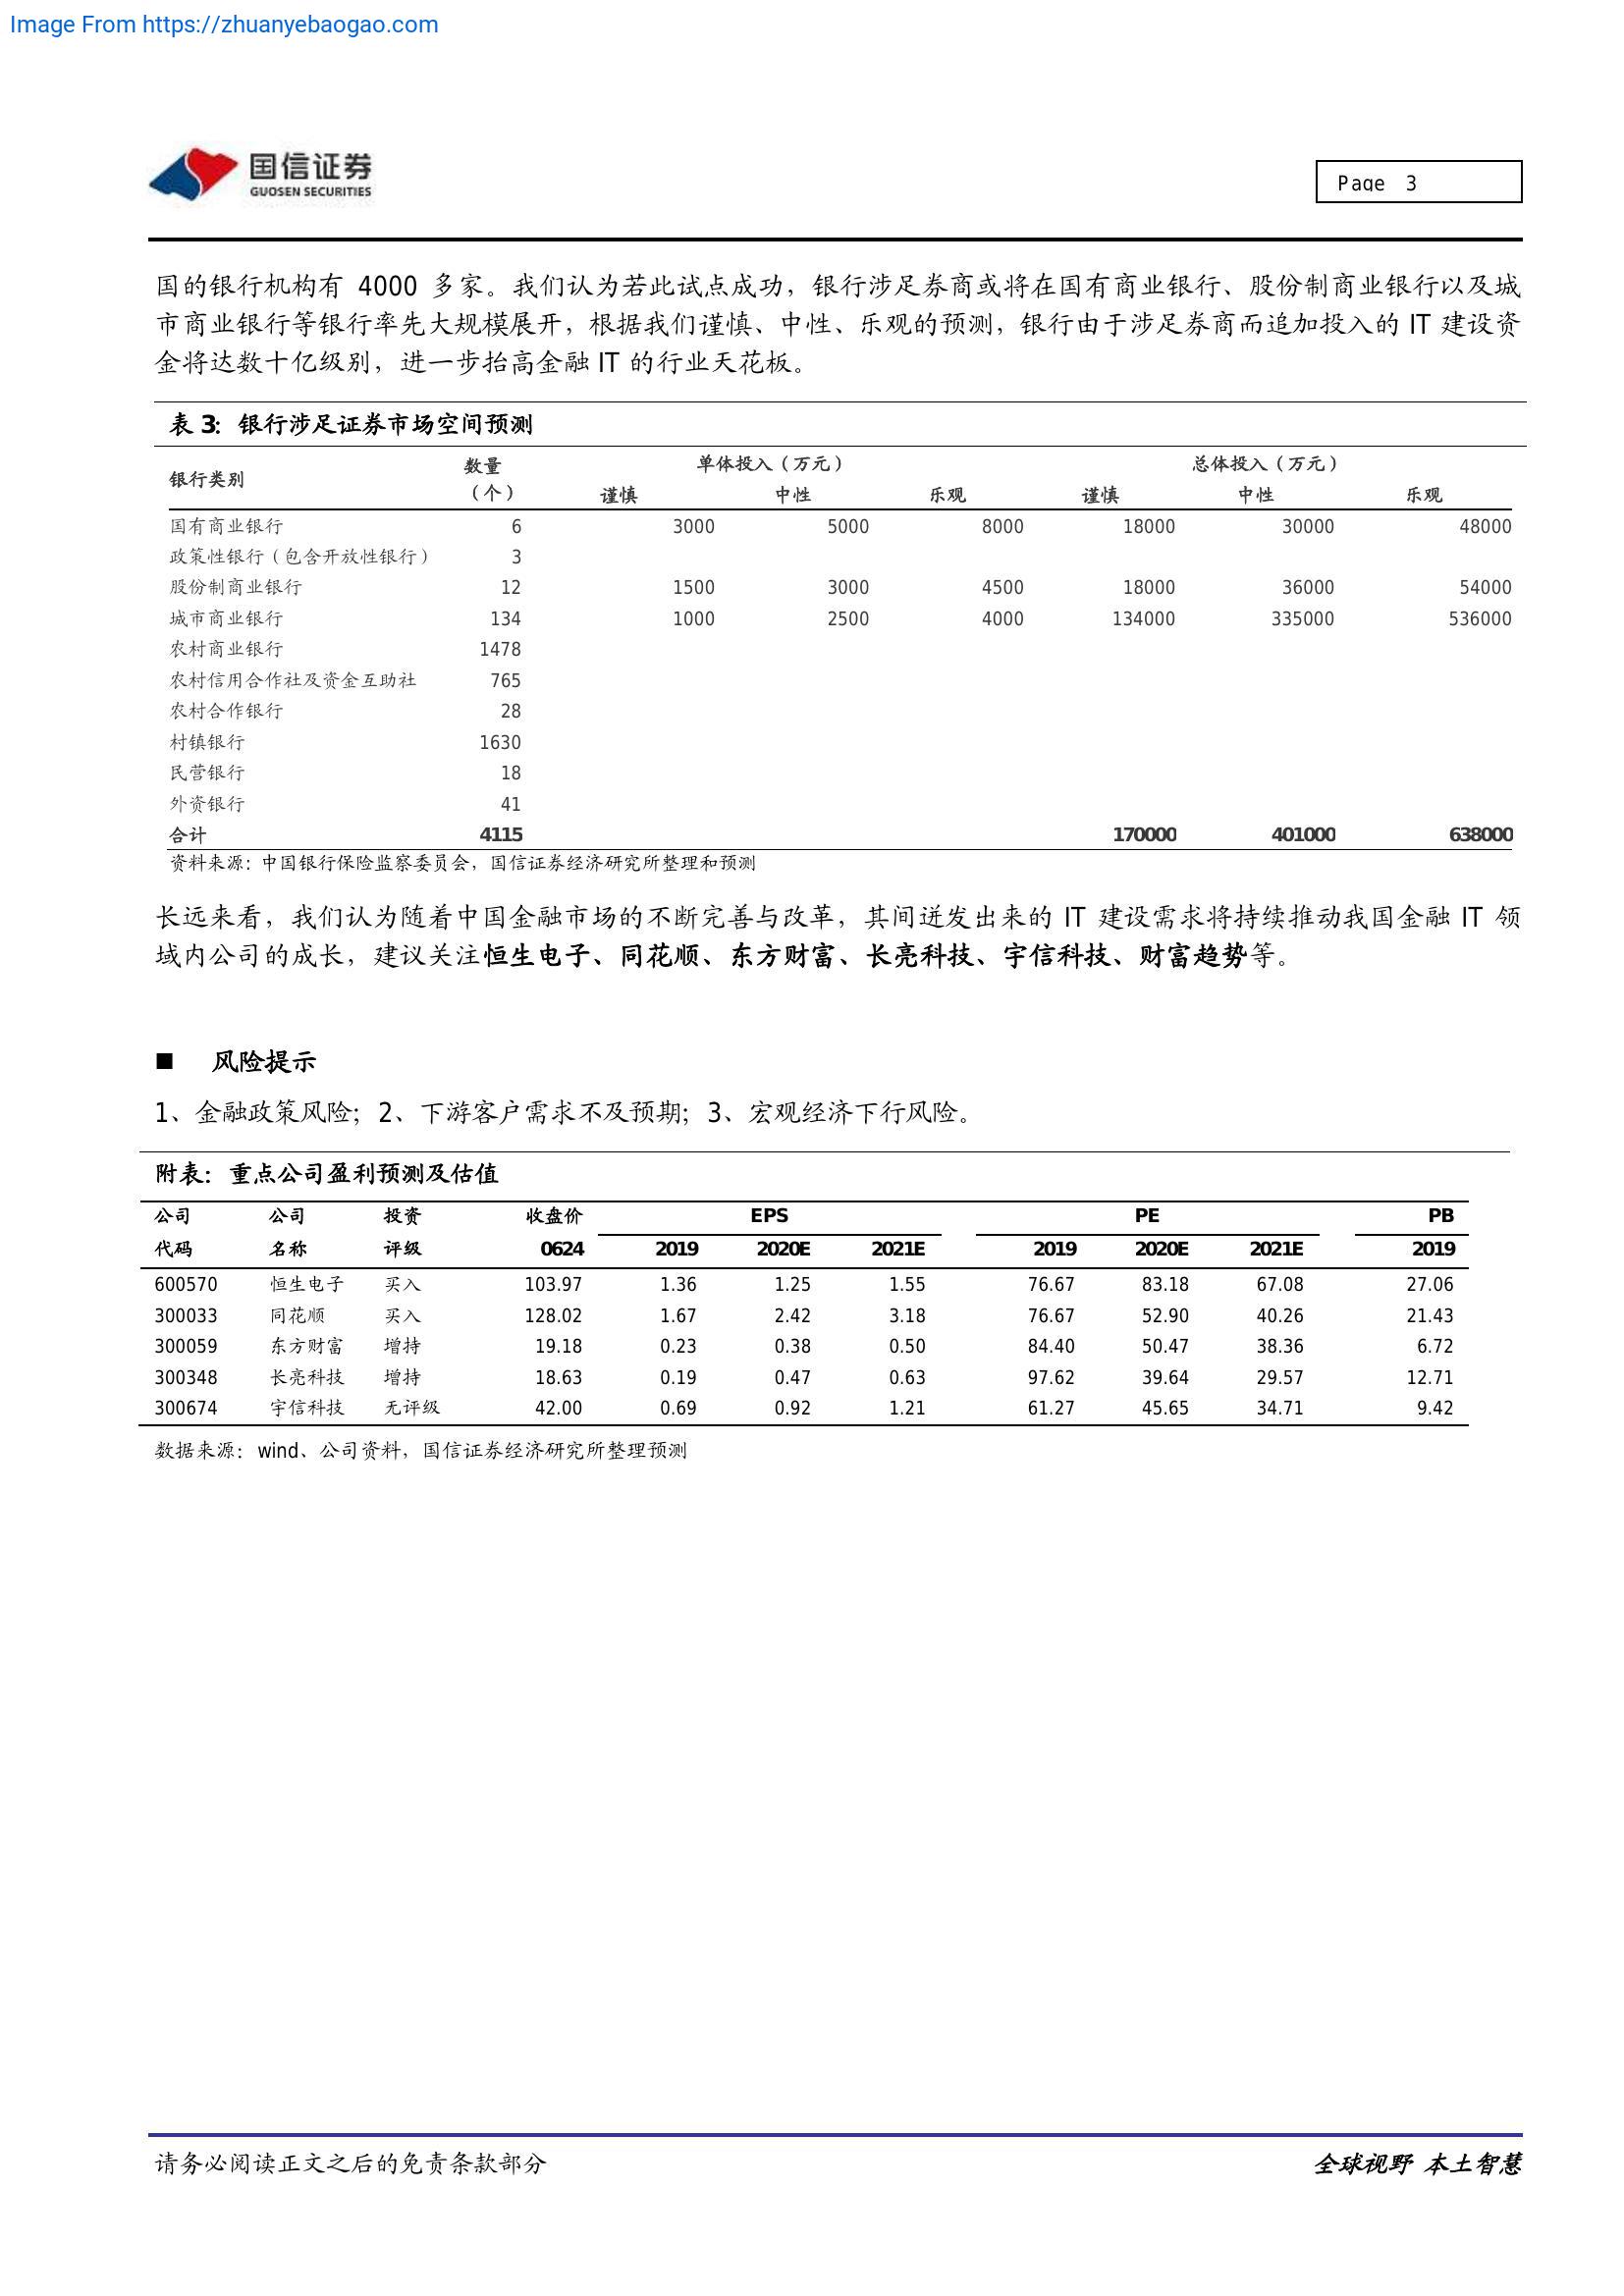 Image From https://zhuanyebaogao.com
国信证券
GUOSEN SECURITIES
Page 3
国的银行机构有 4000 多家。我们认为若此试点成功，银行涉足券商或将在国有商业银行、股份制商业银行以及城
市商业银行等银行率先大规模展开，根据我们谨慎、中性、乐观的预测，银行由于涉足券商而追加投入的 IT 建设资
金将达数十亿级别，进一步抬高金融 IT 的行业天花板。
表 3：银行涉足证券市场空间预测
银行类别 数量（个） 单体投入（万元） 总体投入（万元）
谨慎 中性 乐观 谨慎 中性 乐观
国有商业银行 6 3000 5000 8000 18000 30000 48000
政策性银行（包含开放性银行） 3
股份制商业银行 12 1500 3000 4500 18000 36000 54000
城市商业银行 134 1000 2500 4000 134000 335000 536000
农村商业银行 1478
农村信用合作社及资金互助社 765
农村合作银行 28
村镇银行 1630
民营银行 18
外资银行 41
合计 4115 170000 401000 638000
资料来源：中国银行保险监察委员会，国信证券经济研究所整理和预测
长远来看，我们认为随着中国金融市场的不断完善与改革，其间迸发出来的 IT 建设需求将持续推动我国金融 IT 领
域内公司的成长，建议关注恒生电子、同花顺、东方财富、长亮科技、宇信科技、财富趋势等。
■ 风险提示
1、金融政策风险；2、下游客户需求不及预期；3、宏观经济下行风险。
附表：重点公司盈利预测及估值
公司 公司 投资 收盘价 EPS PE PB
代码 名称 评级 0624 2019 2020E 2021E 2019 2020E 2021E 2019
600570 恒生电子 买入 103.97 1.36 1.25 1.55 76.67 83.18 67.08 27.06
300033 同花顺 买入 128.02 1.67 2.42 3.18 76.67 52.90 40.26 21.43
300059 东方财富 增持 19.18 0.23 0.38 0.50 84.40 50.47 38.36 6.72
300348 长亮科技 增持 18.63 0.19 0.47 0.63 97.62 39.64 29.57 12.71
300674 宇信科技 无评级 42.00 0.69 0.92 1.21 61.27 45.65 34.71 9.42
数据来源：wind、公司资料，国信证券经济研究所整理预测
请务必阅读正文之后的免责条款部分
全球视野 本土智慧